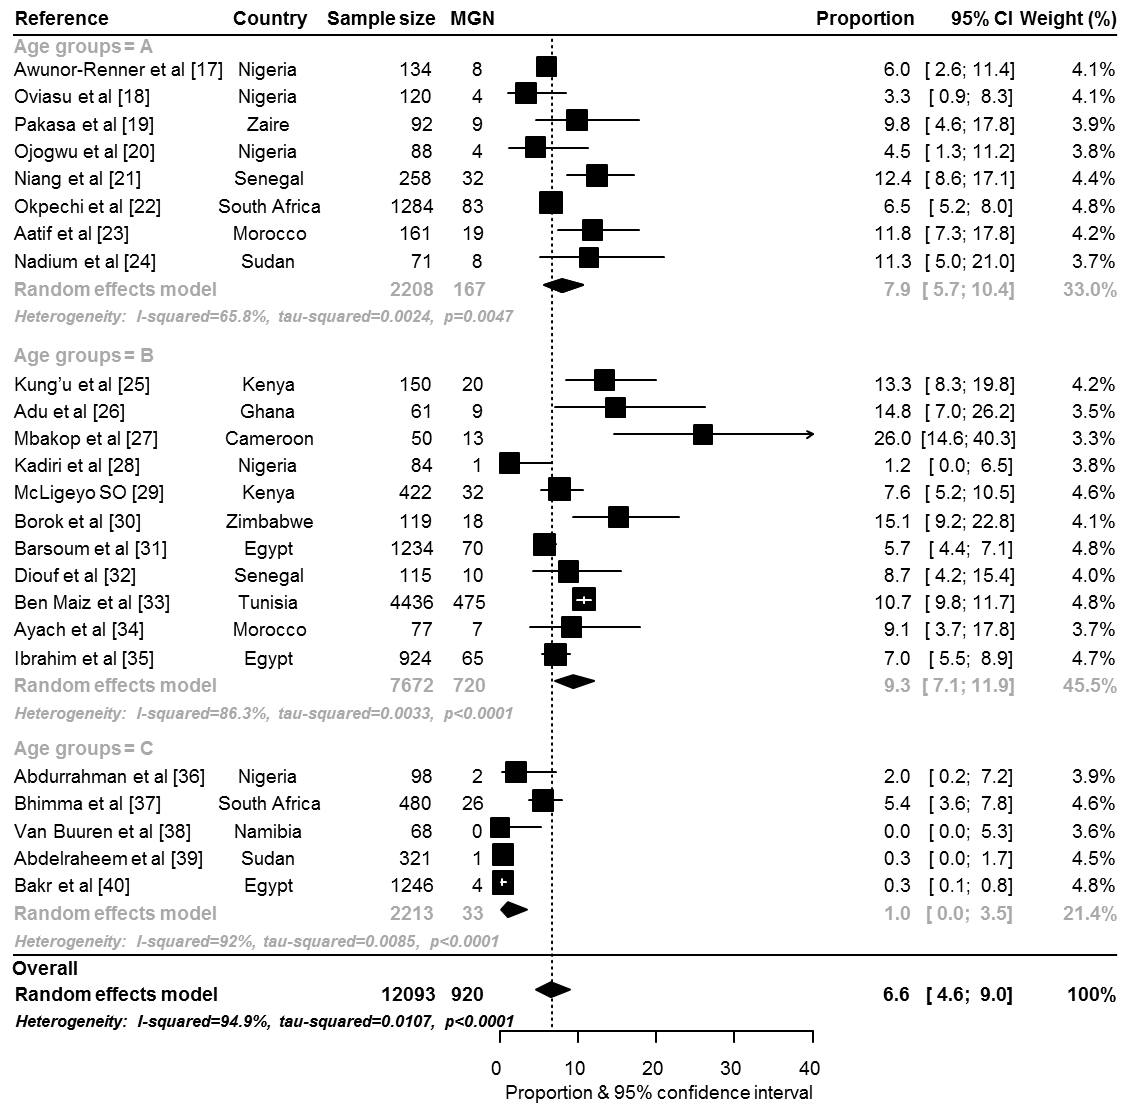 Reference Country Sample size MGN Proportion 95% CI Weight (%)
Age groups = A
Awunor-Renner et al [17] Nigeria 134 8 6.0 [ 2.6; 11.4] 4.1%
Oviasu et al [18] Nigeria 120 4 3.3 [ 0.9; 8.3] 4.1%
Pakasa et al [19] Zaire 92 9 9.8 [ 4.6; 17.8] 3.9%
Ojogwu et al [20] Nigeria 88 4 4.5 [ 1.3; 11.2] 3.8%
Niang et al [21] Senegal 258 32 12.4 [ 8.6; 17.1] 4.4%
Okpechi et al [22] South Africa 1284 83 6.5 [ 5.2; 8.0] 4.8%
Aatif et al [23] Morocco 161 19 11.8 [ 7.3; 17.8] 4.2%
Nadium et al [24] Sudan 71 8 11.3 [ 5.0; 21.0] 3.7%
Random effects model 2208 167 7.9 [ 5.7; 10.4] 33.0%
Heterogeneity: I-squared=65.8%, tau-squared=0.0024, p=0.0047
Age groups = B
Kung’u et al [25] Kenya 150 20 13.3 [ 8.3; 19.8] 4.2%
Adu et al [26] Ghana 61 9 14.8 [ 7.0; 26.2] 3.5%
Mbakop et al [27] Cameroon 50 13 26.0 [14.6; 40.3] 3.3%
Kadiri et al [28] Nigeria 84 1 1.2 [ 0.0; 6.5] 3.8%
McLigeyo SO [29] Kenya 422 32 7.6 [ 5.2; 10.5] 4.6%
Borok et al [30] Zimbabwe 119 18 15.1 [ 9.2; 22.8] 4.1%
Barsoum et al [31] Egypt 1234 70 5.7 [ 4.4; 7.1] 4.8%
Diouf et al [32] Senegal 115 10 8.7 [ 4.2; 15.4] 4.0%
Ben Maiz et al [33] Tunisia 4436 475 10.7 [ 9.8; 11.7] 4.8%
Ayach et al [34] Morocco 77 7 9.1 [ 3.7; 17.8] 3.7%
Ibrahim et al [35] Egypt 924 65 7.0 [ 5.5; 8.9] 4.7%
Random effects model 7672 720 9.3 [ 7.1; 11.9] 45.5%
Heterogeneity: I-squared=86.3%, tau-squared=0.0033, p<0.0001
Age groups = C
Abdurrahman et al [36] Nigeria 98 2 2.0 [ 0.2; 7.2] 3.9%
Bhimma et al [37] South Africa 480 26 5.4 [ 3.6; 7.8] 4.6%
Van Buuren et al [38] Namibia 68 0 0.0 [ 0.0; 5.3] 3.6%
Abdelraheem et al [39] Sudan 321 1 0.3 [ 0.0; 1.7] 4.5%
Bakr et al [40] Egypt 1246 4 0.3 [ 0.1; 0.8] 4.8%
Random effects model 2213 33 1.0 [ 0.0; 3.5] 21.4%
Heterogeneity: I-squared=92%, tau-squared=0.0085, p<0.0001
Overall
Random effects model 12093 920 6.6 [ 4.6; 9.0] 100%
Heterogeneity: I-squared=94.9%, tau-squared=0.0107, p<0.0001
0 10 20 30 40
Proportion & 95% confidence interval